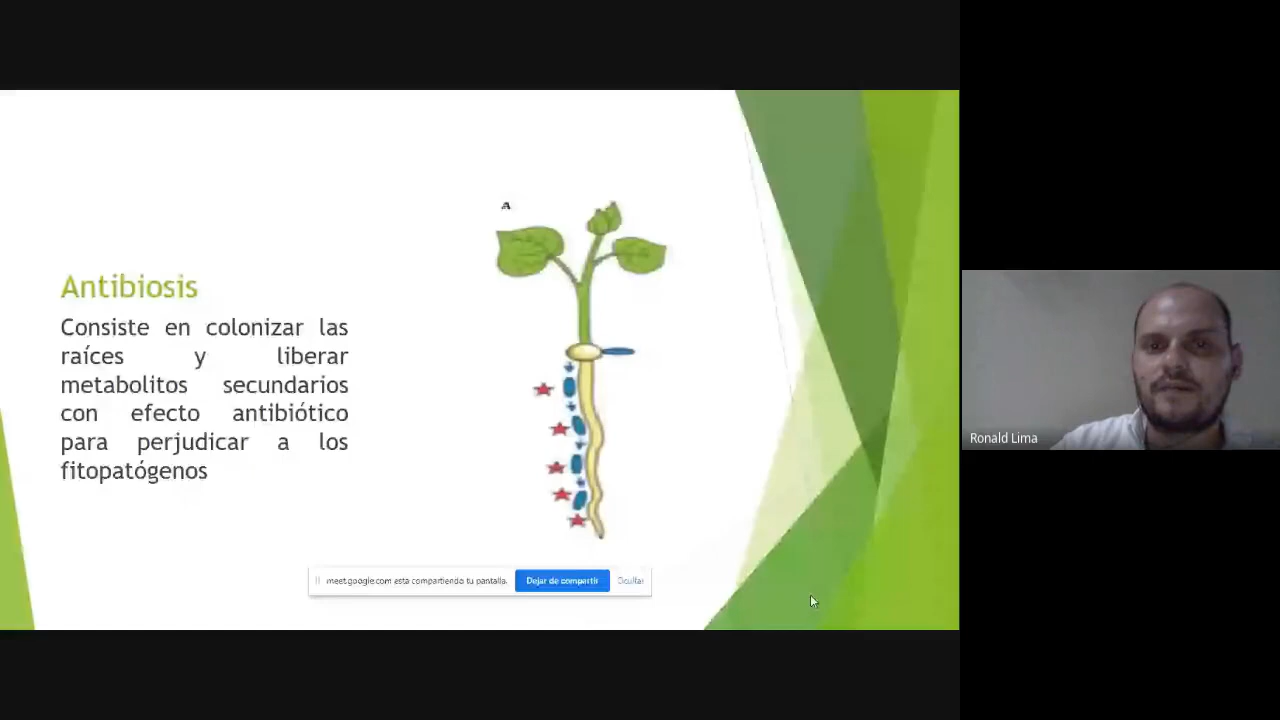 A
Antibiosis
Consiste en colonizar las
raíces y liberar
metabolitos secundarios
con efecto antibiótico
para perjudicar a los
fitopatógenos
Ronald Lima
meet.google.com esta compartiendo tu pantalla.
Dejar de compartir
Ocultar